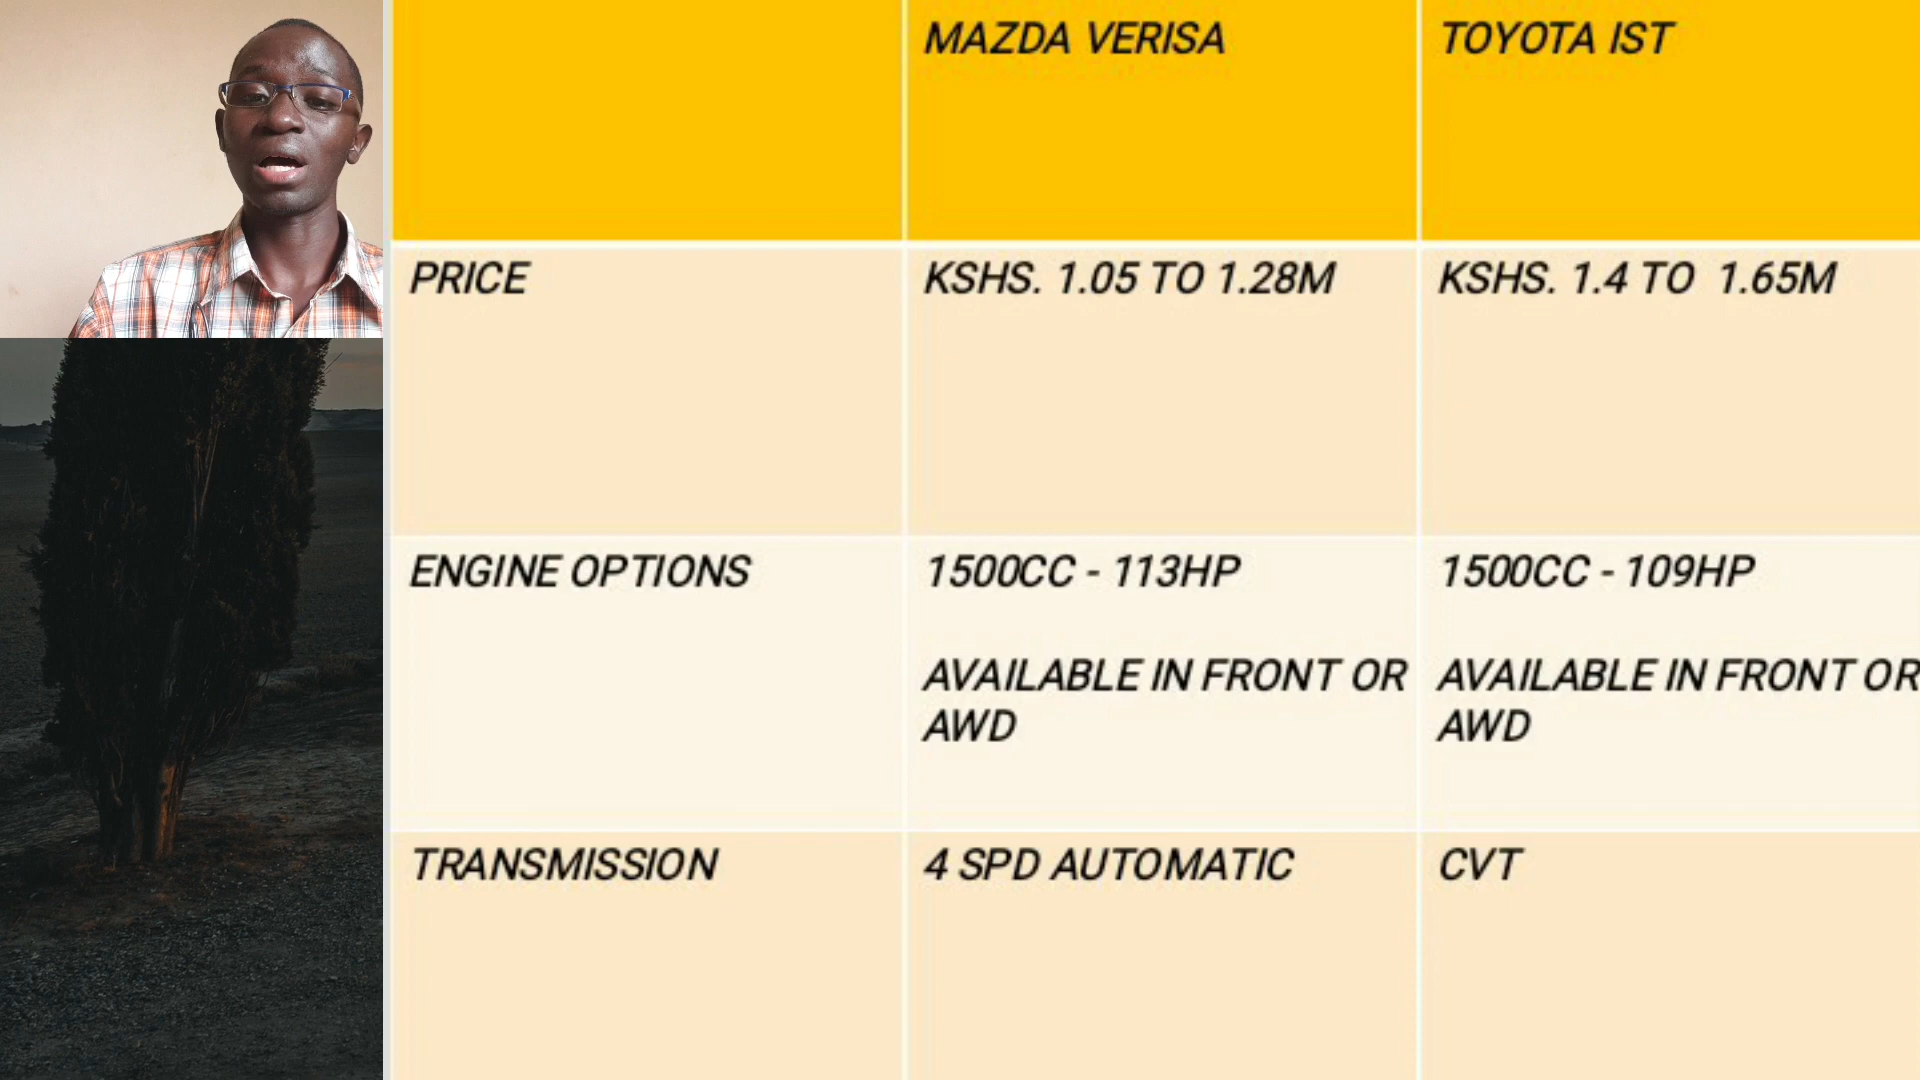 MAZDA VERISA
TOYOTA IST
PRICE
KSHS. 1.05 TO 1.28M
KSHS. 1.4 TO 1.65M
ENGINE OPTIONS
1500CC - 113HP
AVAILABLE IN FRONT OR
AWD
1500CC - 109HP
AVAILABLE IN FRONT OR
AWD
TRANSMISSION
4 SPD AUTOMATIC
CVT